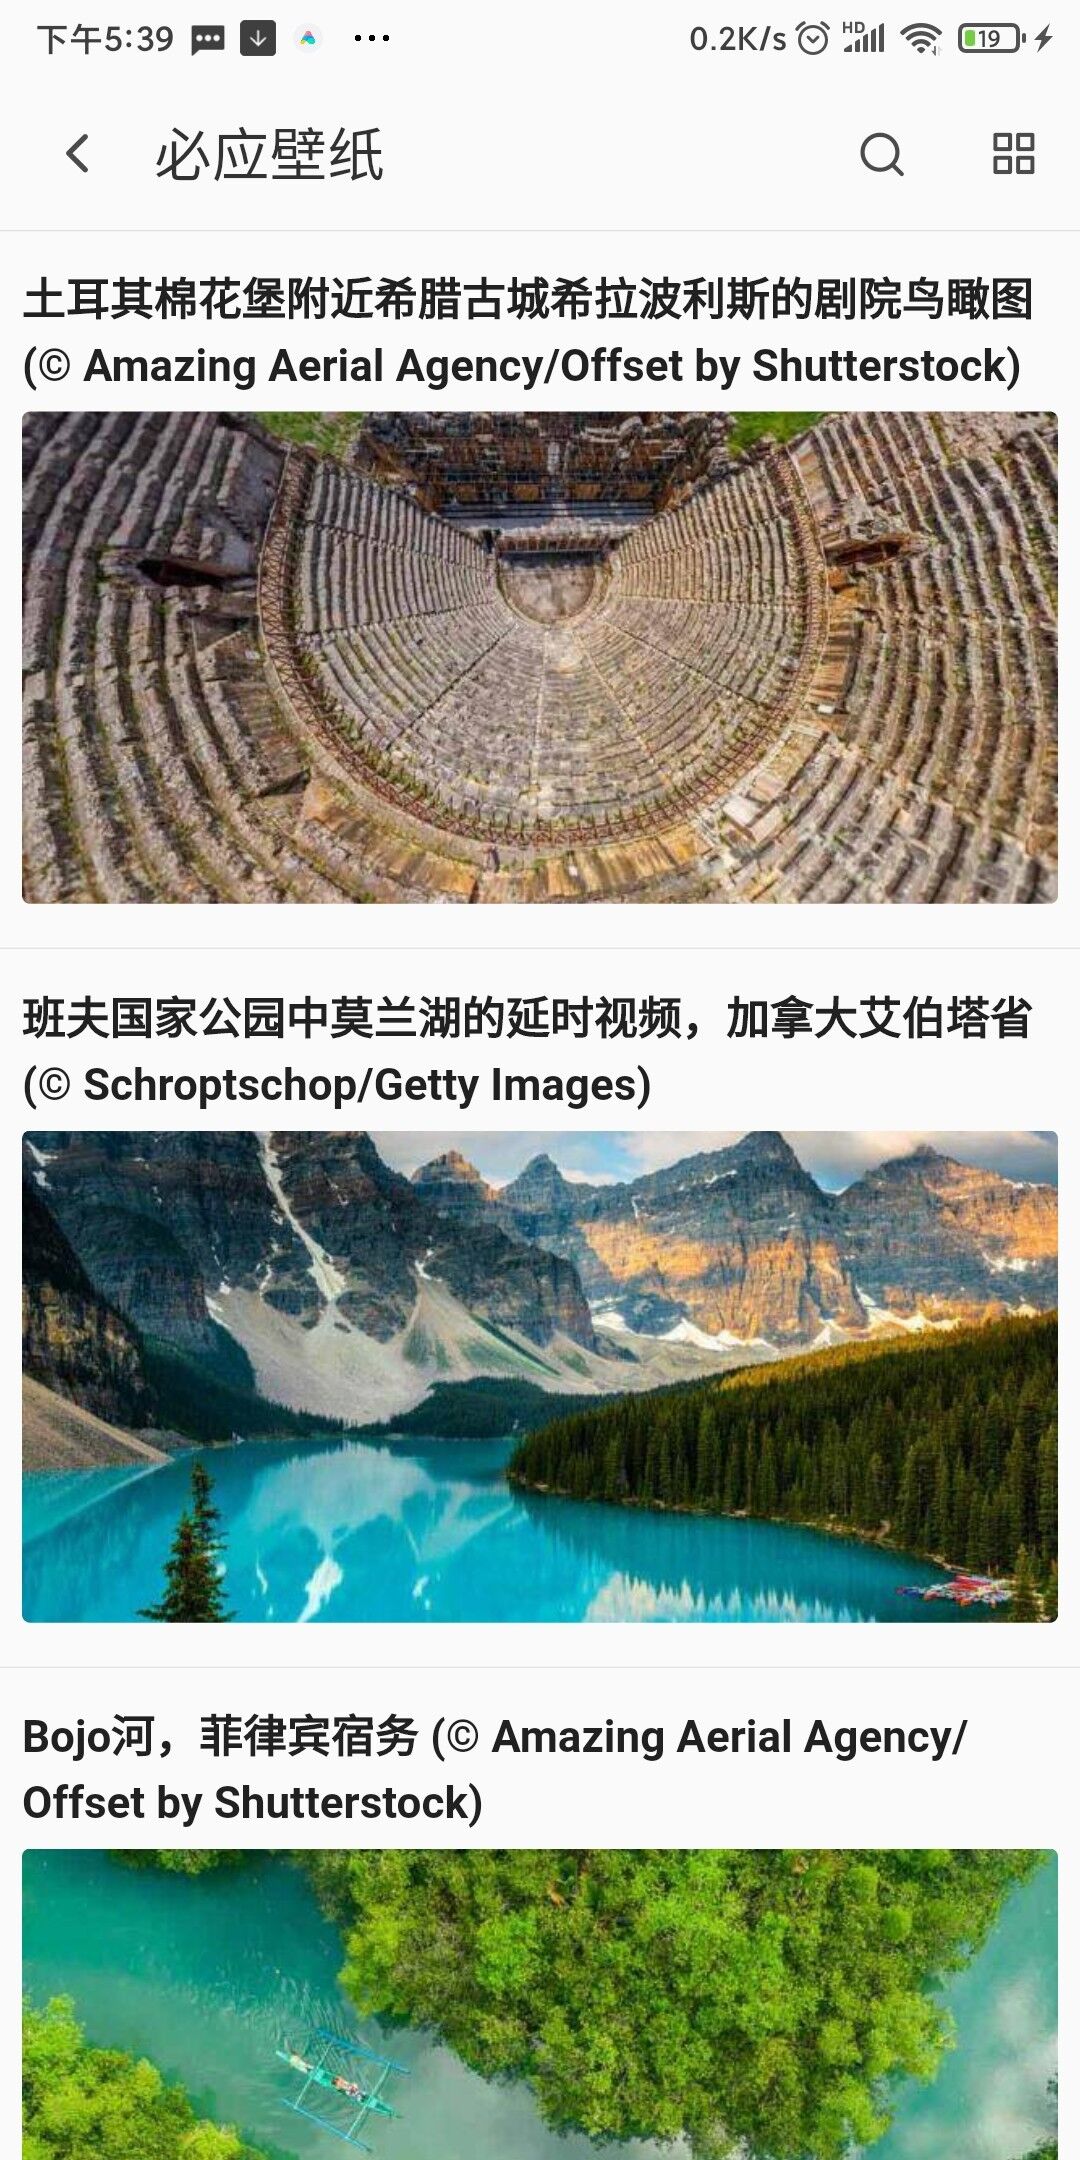 下午5:39
0.2K/s
HD
19
必应壁纸
土耳其棉花堡附近希腊古城希拉波利斯的剧院鸟瞰图
(© Amazing Aerial Agency/Offset by Shutterstock)
班夫国家公园中莫兰湖的延时视频，加拿大艾伯塔省
(© Schroptschop/Getty Images)
Bojo河，菲律宾宿务 (© Amazing Aerial Agency/
Offset by Shutterstock)